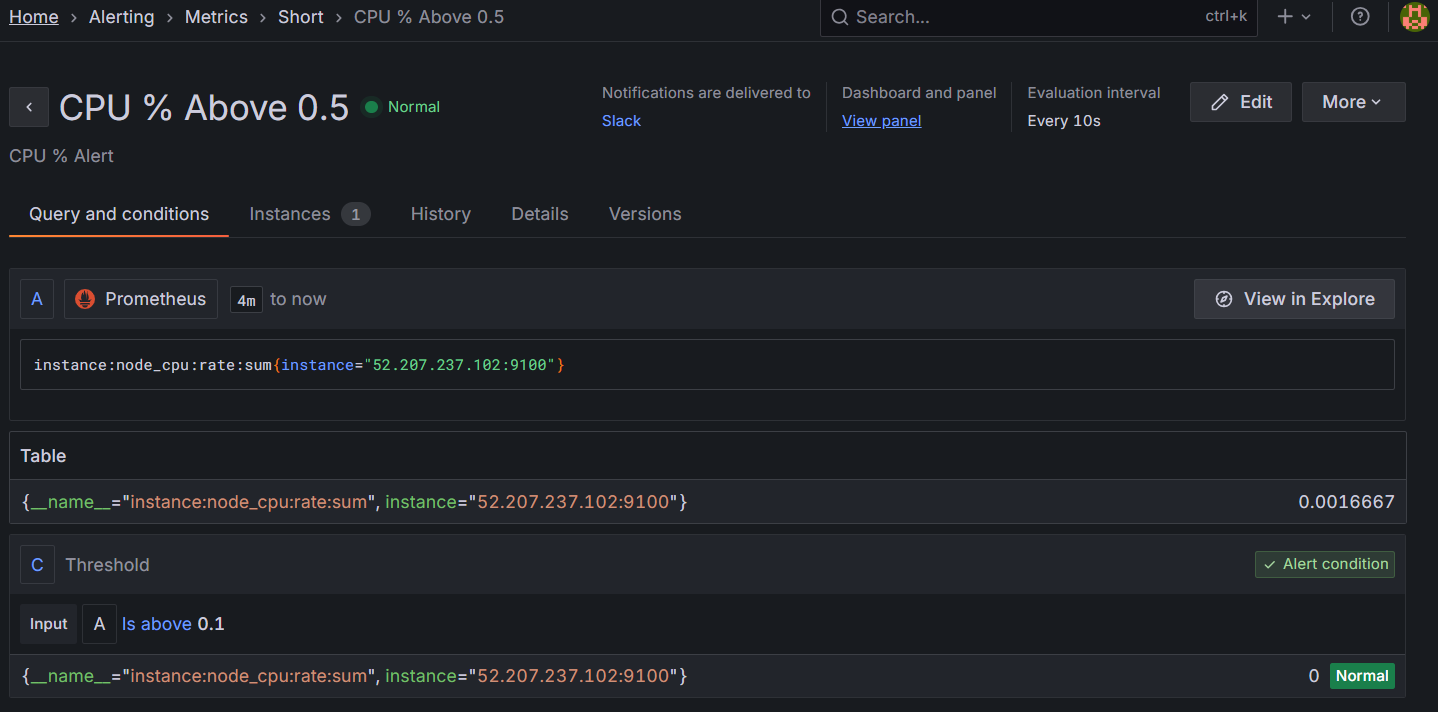 Home > Alerting > Metrics > Short > CPU % Above 0.5 Search... ctrl+k
CPU % Above 0.5 Normal
Notifications are delivered to
Slack
Dashboard and panel
View panel
Evaluation interval
Every 10s
Edit
More
CPU % Alert
Query and conditions Instances 1 History Details Versions
A Prometheus 4m to now View in Explore
instance:node_cpu:rate:sum{instance="52.207.237.102:9100"}
Table
{__name__="instance:node_cpu:rate:sum", instance="52.207.237.102:9100"} 0.0016667
C Threshold Alert condition
Input A Is above 0.1
{__name__="instance:node_cpu:rate:sum", instance="52.207.237.102:9100"} 0 Normal